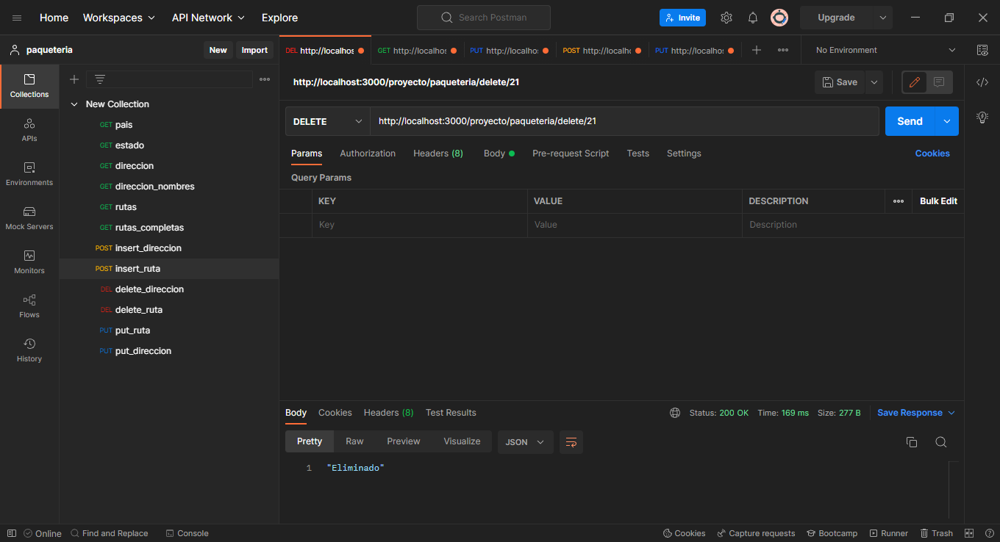 Home Workspaces API Network Explore Search Postman Invite Upgrade
paqueteria New Import
DEL http://localhos GET http://localhos PUT http://localhos POST http://localh PUT http://localhos No Environment
Collections
APIs
Environments
Mock Servers
Monitors
Flows
History
New Collection
GET pais
GET estado
GET direccion
GET direccion_nombres
GET rutas
GET rutas_completas
POST insert_direccion
POST insert_ruta
DEL delete_direccion
DEL delete_ruta
PUT put_ruta
PUT put_direccion
http://localhost:3000/proyecto/paqueteria/delete/21 Save
DELETE http://localhost:3000/proyecto/paqueteria/delete/21 Send
Params Authorization Headers (8) Body Pre-request Script Tests Settings Cookies
Query Params
KEY VALUE DESCRIPTION Bulk Edit
Key Value Description
Body Cookies Headers (8) Test Results Status: 200 OK Time: 169 ms Size: 277 B Save Response
Pretty Raw Preview Visualize JSON
1 "Eliminado"
Online Find and Replace Console Cookies Capture requests Bootcamp Runner Trash